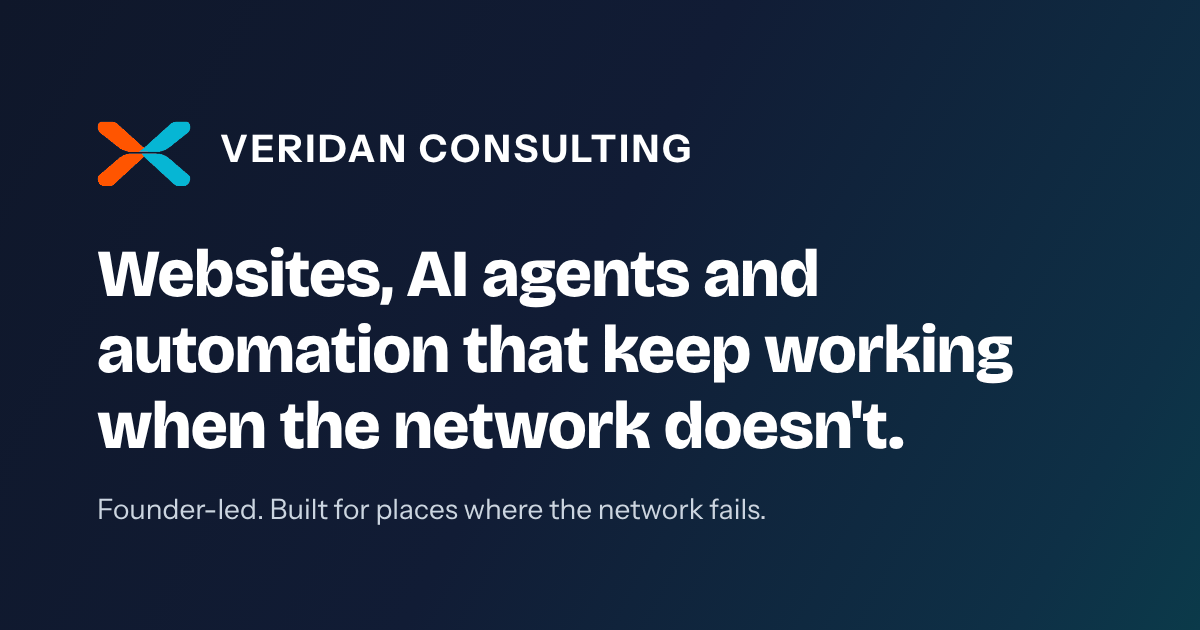 VERIDAN CONSULTING
Websites, AI agents and
automation that keep working
when the network doesn't.
Founder-led. Built for places where the network fails.